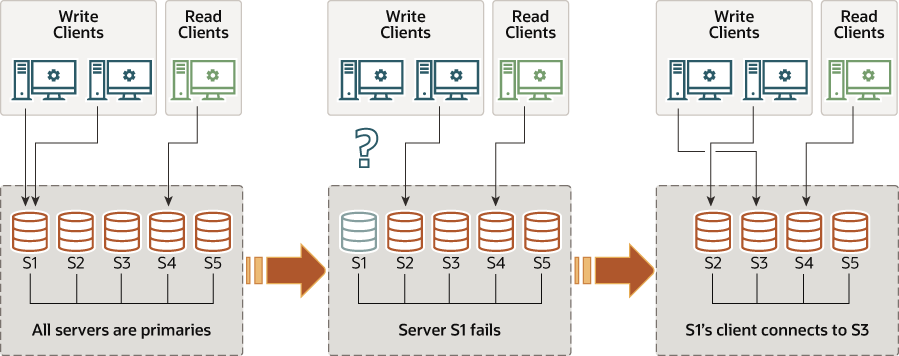 Write
Clients
Read
Clients
S1 S2 S3 S4 S5
All servers are primaries
Write
Clients
Read
Clients
?
S1 S2 S3 S4 S5
Server S1 fails
Write
Clients
Read
Clients
S2 S3 S4 S5
S1's client connects to S3